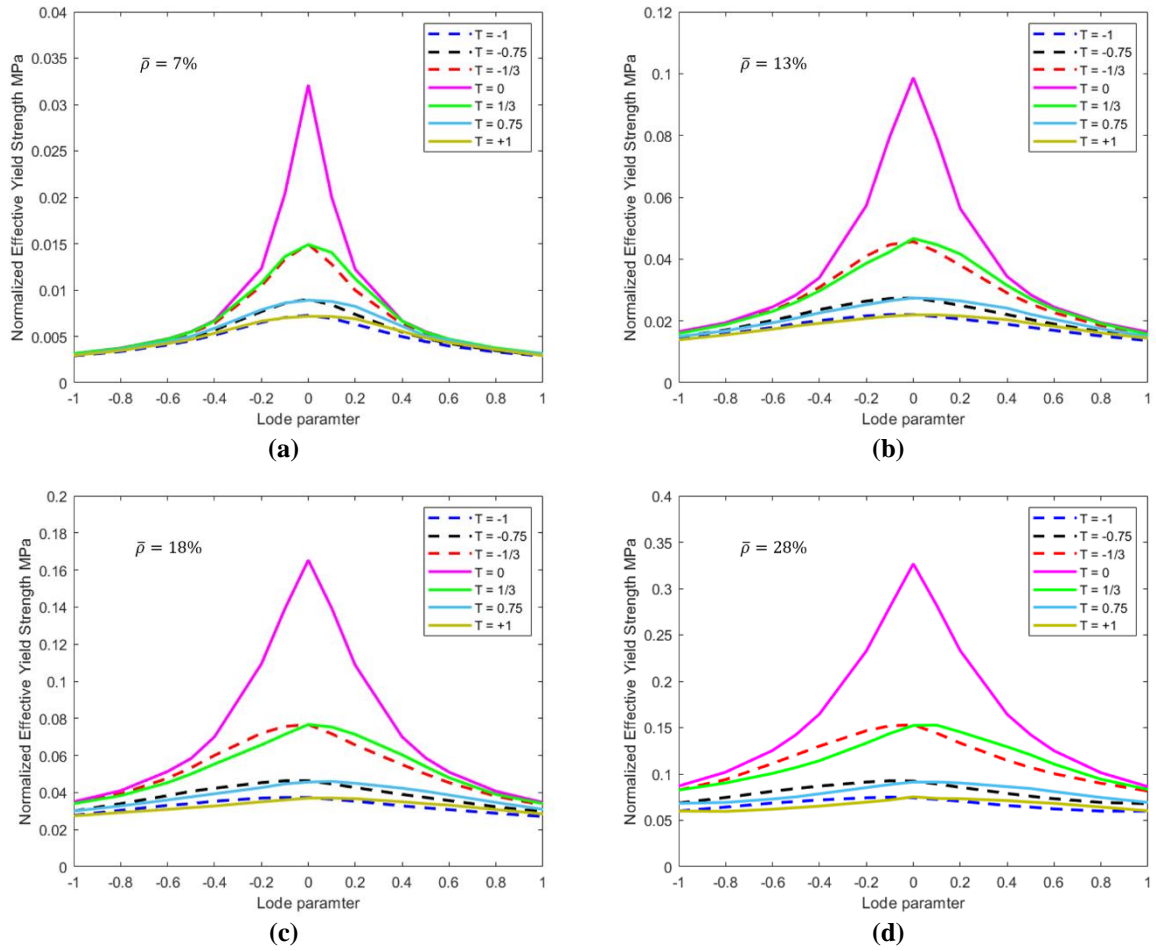 0.04
0.035
0.03
0.025
0.02
0.015
0.01
0.005
0
Normalized Effective Yield Strength MPa
ρ̄ = 7%
T = -1
T = -0.75
T = -1/3
T = 0
T = 1/3
T = 0.75
T = +1
-1 -0.8 -0.6 -0.4 -0.2 0 0.2 0.4 0.6 0.8 1
Lode paramter
(a)
0.12
0.1
0.08
0.06
0.04
0.02
0
Normalized Effective Yield Strength MPa
ρ̄ = 13%
T = -1
T = -0.75
T = -1/3
T = 0
T = 1/3
T = 0.75
T = +1
-1 -0.8 -0.6 -0.4 -0.2 0 0.2 0.4 0.6 0.8 1
Lode paramter
(b)
0.2
0.18
0.16
0.14
0.12
0.1
0.08
0.06
0.04
0.02
0
Normalized Effective Yield Strength MPa
ρ̄ = 18%
T = -1
T = -0.75
T = -1/3
T = 0
T = 1/3
T = 0.75
T = +1
-1 -0.8 -0.6 -0.4 -0.2 0 0.2 0.4 0.6 0.8 1
Lode paramter
(c)
0.4
0.35
0.3
0.25
0.2
0.15
0.1
0.05
0
Normalized Effective Yield Strength MPa
ρ̄ = 28%
T = -1
T = -0.75
T = -1/3
T = 0
T = 1/3
T = 0.75
T = +1
-1 -0.8 -0.6 -0.4 -0.2 0 0.2 0.4 0.6 0.8 1
Lode paramter
(d)